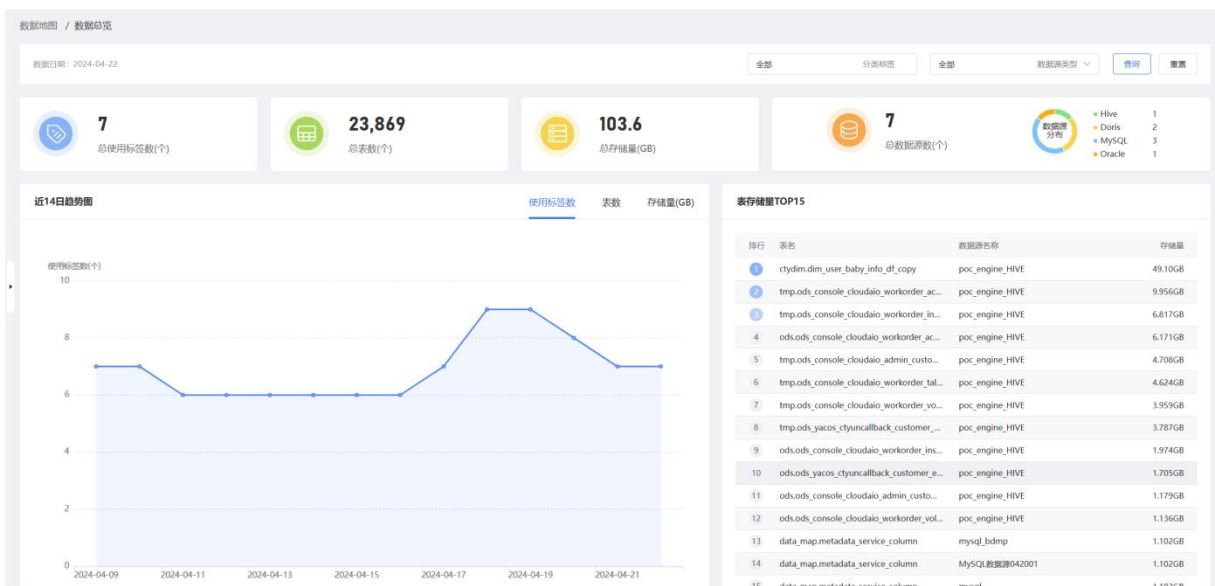 数据地图 / 数据总览
数据日期: 2024-04-22 全部 分类标签 全部 数据源类型 查询 重置
7
总使用标签数(个)
23,869
总表数(个)
103.6
总存储量(GB)
7
总数据源数(个)
数据源
分布
Hive 1
Doris 2
MySQL 3
Oracle 1
近14日趋势图 使用标签数 表数 存储量(GB)
使用标签数(个)
10
8
6
4
2
0
2024-04-09 2024-04-11 2024-04-13 2024-04-15 2024-04-17 2024-04-19 2024-04-21
表存储量TOP15
排行 表名 数据源名称 存储量
1 ctydim.dim_user_baby_info_df_copy poc_engine_HIVE 49.10GB
2 tmp.ods_console_cloudaio_workorder_ac... poc_engine_HIVE 9.956GB
3 tmp.ods_console_cloudaio_workorder_in... poc_engine_HIVE 6.817GB
4 ods.ods_console_cloudaio_workorder_ac... poc_engine_HIVE 6.171GB
5 tmp.ods_console_cloudaio_admin_custo... poc_engine_HIVE 4.708GB
6 tmp.ods_console_cloudaio_workorder_tal... poc_engine_HIVE 4.624GB
7 tmp.ods_console_cloudaio_workorder_vo... poc_engine_HIVE 3.959GB
8 tmp.ods_yacos_ctyuncallback_customer_... poc_engine_HIVE 3.787GB
9 ods.ods_console_cloudaio_workorder_ins... poc_engine_HIVE 1.974GB
10 ods.ods_yacos_ctyuncallback_customer_e... poc_engine_HIVE 1.705GB
11 ods.ods_console_cloudaio_admin_custo... poc_engine_HIVE 1.179GB
12 ods.ods_console_cloudaio_workorder_vol... poc_engine_HIVE 1.136GB
13 data_map.metadata_service_column mysql_bdmp 1.102GB
14 data_map.metadata_service_column MySQL数据源042001 1.102GB